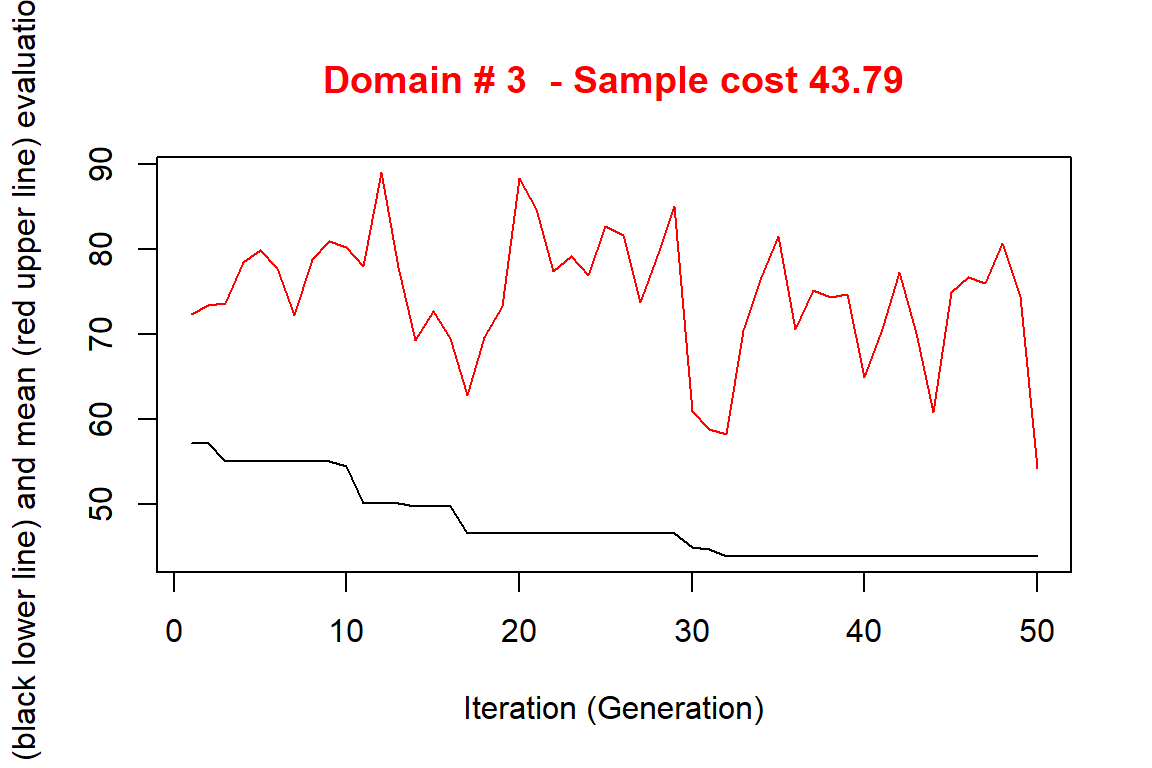 Domain # 3  - Sample cost 43.79
(black lower line) and mean (red upper line) evaluatio
90
80
70
60
50
0 10 20 30 40 50
Iteration (Generation)